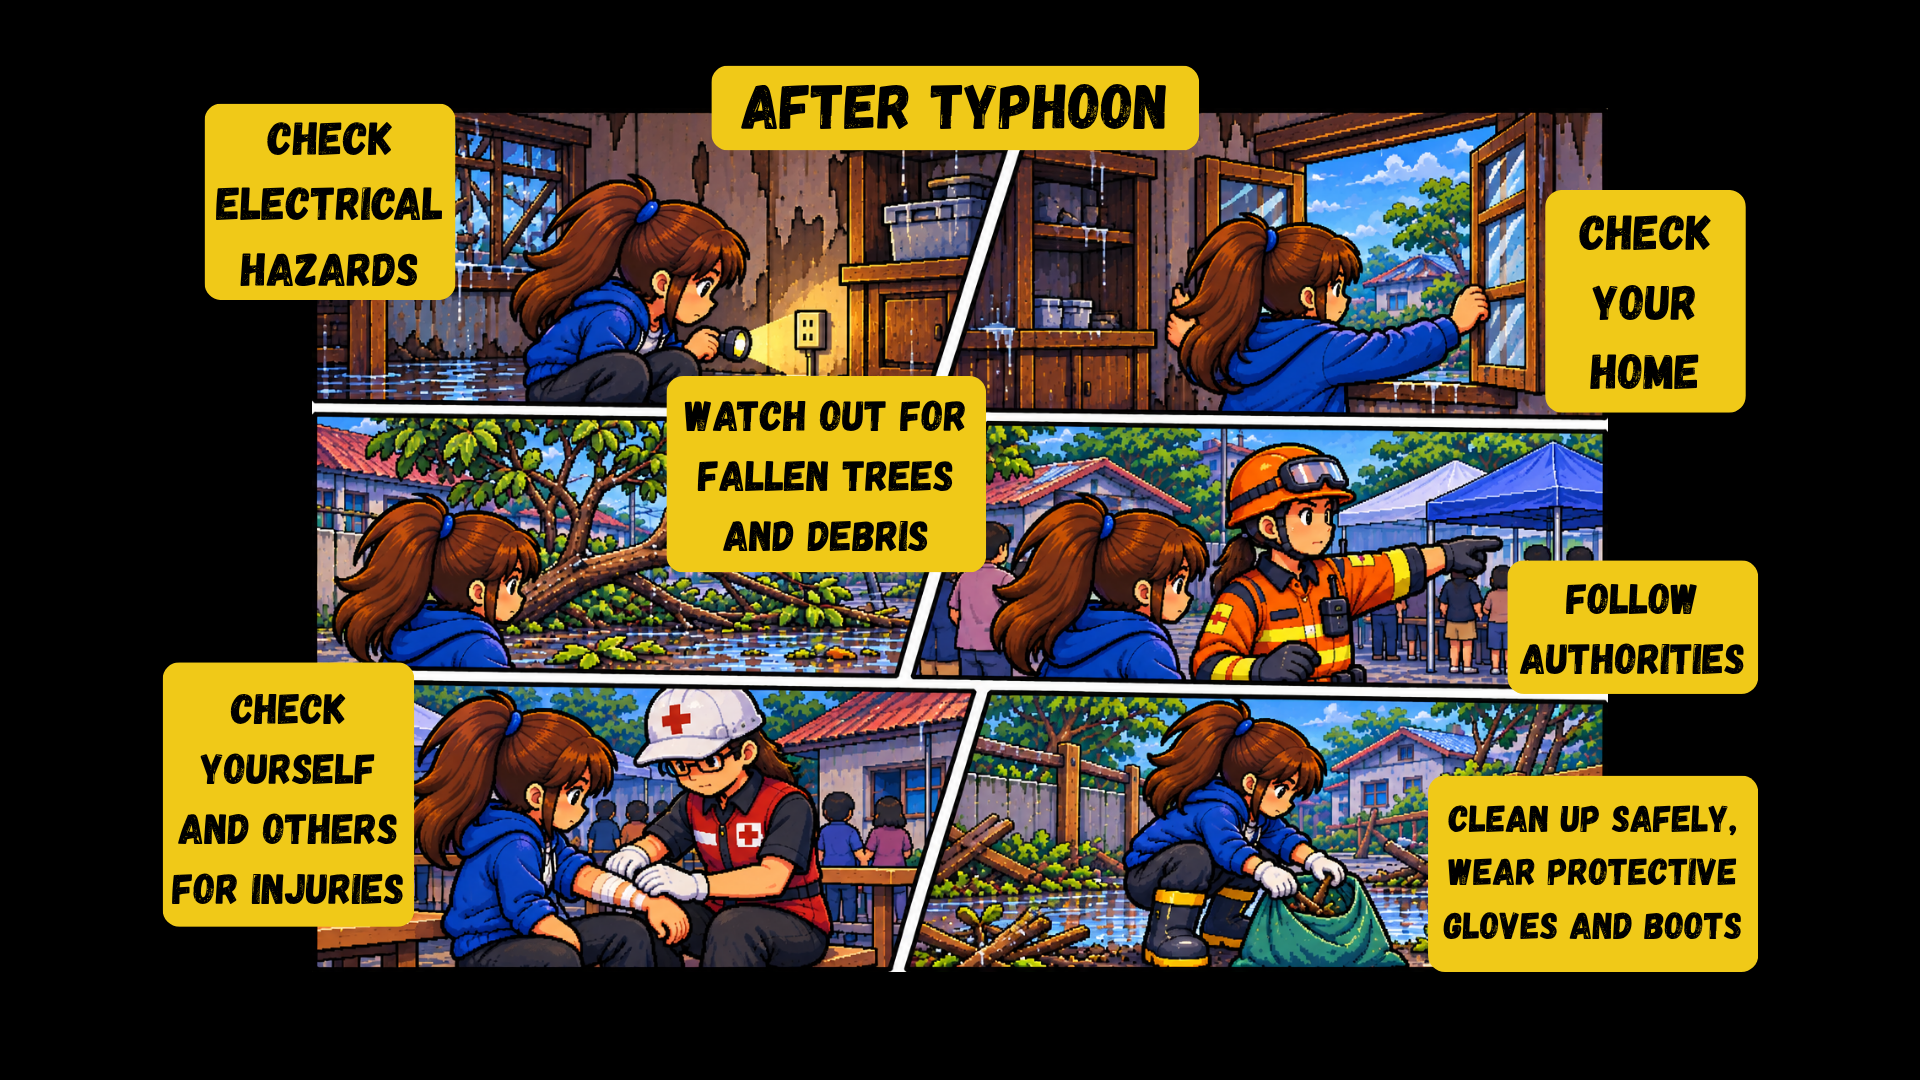 AFTER TYPHOON
CHECK
ELECTRICAL
HAZARDS
CHECK
YOUR
HOME
WATCH OUT FOR
FALLEN TREES
AND DEBRIS
FOLLOW
AUTHORITIES
CHECK
YOURSELF
AND OTHERS
FOR INJURIES
CLEAN UP SAFELY,
WEAR PROTECTIVE
GLOVES AND BOOTS